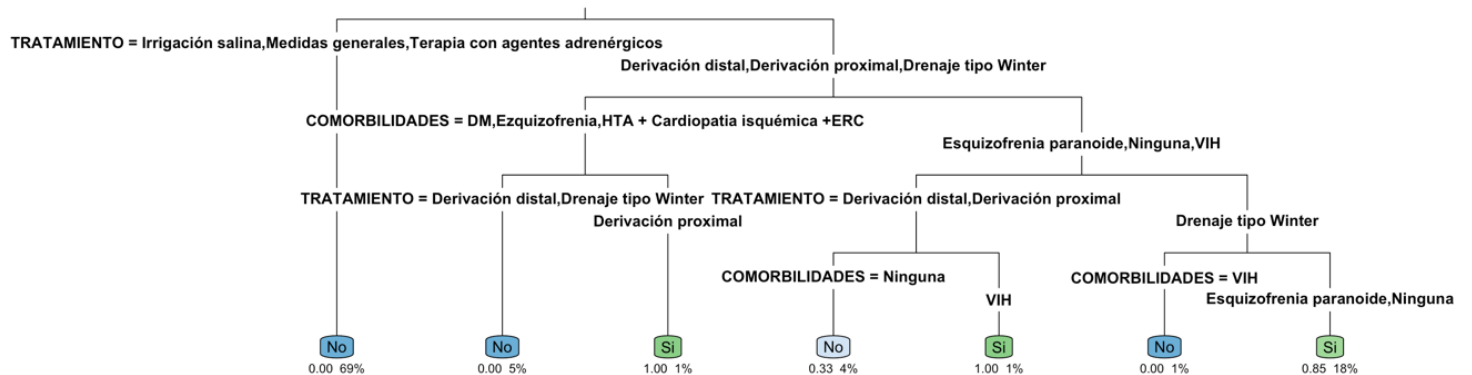 TRATAMIENTO = Irrigación salina,Medidas generales,Terapia con agentes adrenérgicos
Derivación distal,Derivación proximal,Drenaje tipo Winter
COMORBILIDADES = DM,Ezquizofrenia,HTA + Cardiopatia isquémica +ERC
Esquizofrenia paranoide,Ninguna,VIH
TRATAMIENTO = Derivación distal,Drenaje tipo Winter
Derivación proximal
TRATAMIENTO = Derivación distal,Derivación proximal
Drenaje tipo Winter
COMORBILIDADES = Ninguna
VIH
COMORBILIDADES = VIH
Esquizofrenia paranoide,Ninguna
No
0.00 69%
No
0.00 5%
Si
1.00 1%
No
0.33 4%
Si
1.00 1%
No
0.00 1%
Si
0.85 18%